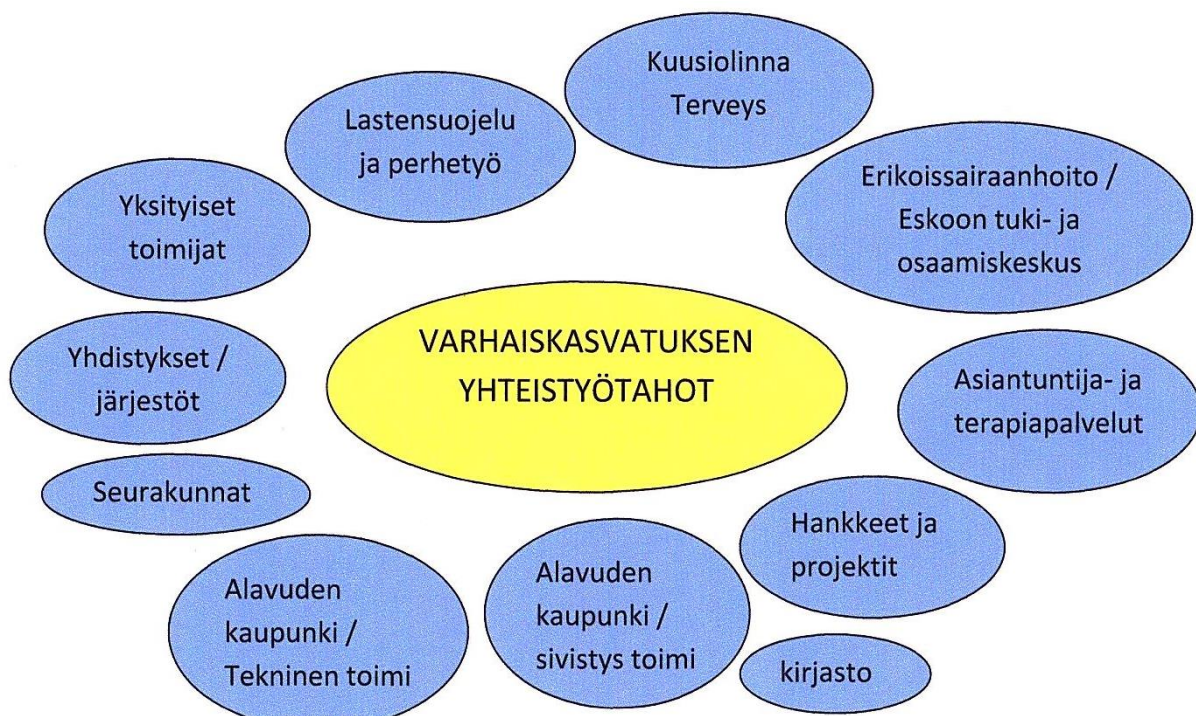 Kuusiolinna
Terveys
Lastensuojelu
ja perhetyö
Erikoissairaanhoito /
Eskoon tuki- ja
osaamiskeskus
Yksityiset
toimijat
VARHAISKASVATUKSEN
YHTEISTYÖTAHOT
Yhdistykset /
järjestöt
Asiantuntija- ja
terapiapalvelut
Seurakunnat
Hankkeet ja
projektit
Alavuden
kaupunki /
Tekninen toimi
Alavuden
kaupunki /
sivistys toimi
kirjasto